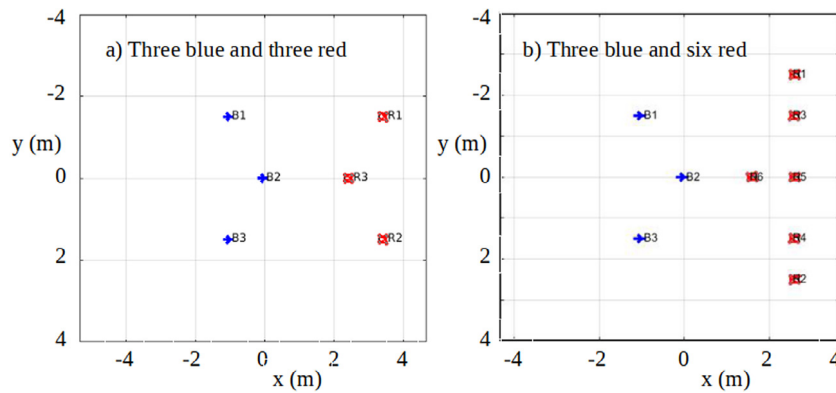 a) Three blue and three red
-4
-2
y (m)
0
2
4
B1
R1
B2
R3
B3
R2
-4
-2
0
2
4
x (m)
b) Three blue and six red
-4
-2
y (m)
0
2
4
R1
B1
R3
B2
R6
R5
B3
R4
R2
-4
-2
0
2
4
x (m)